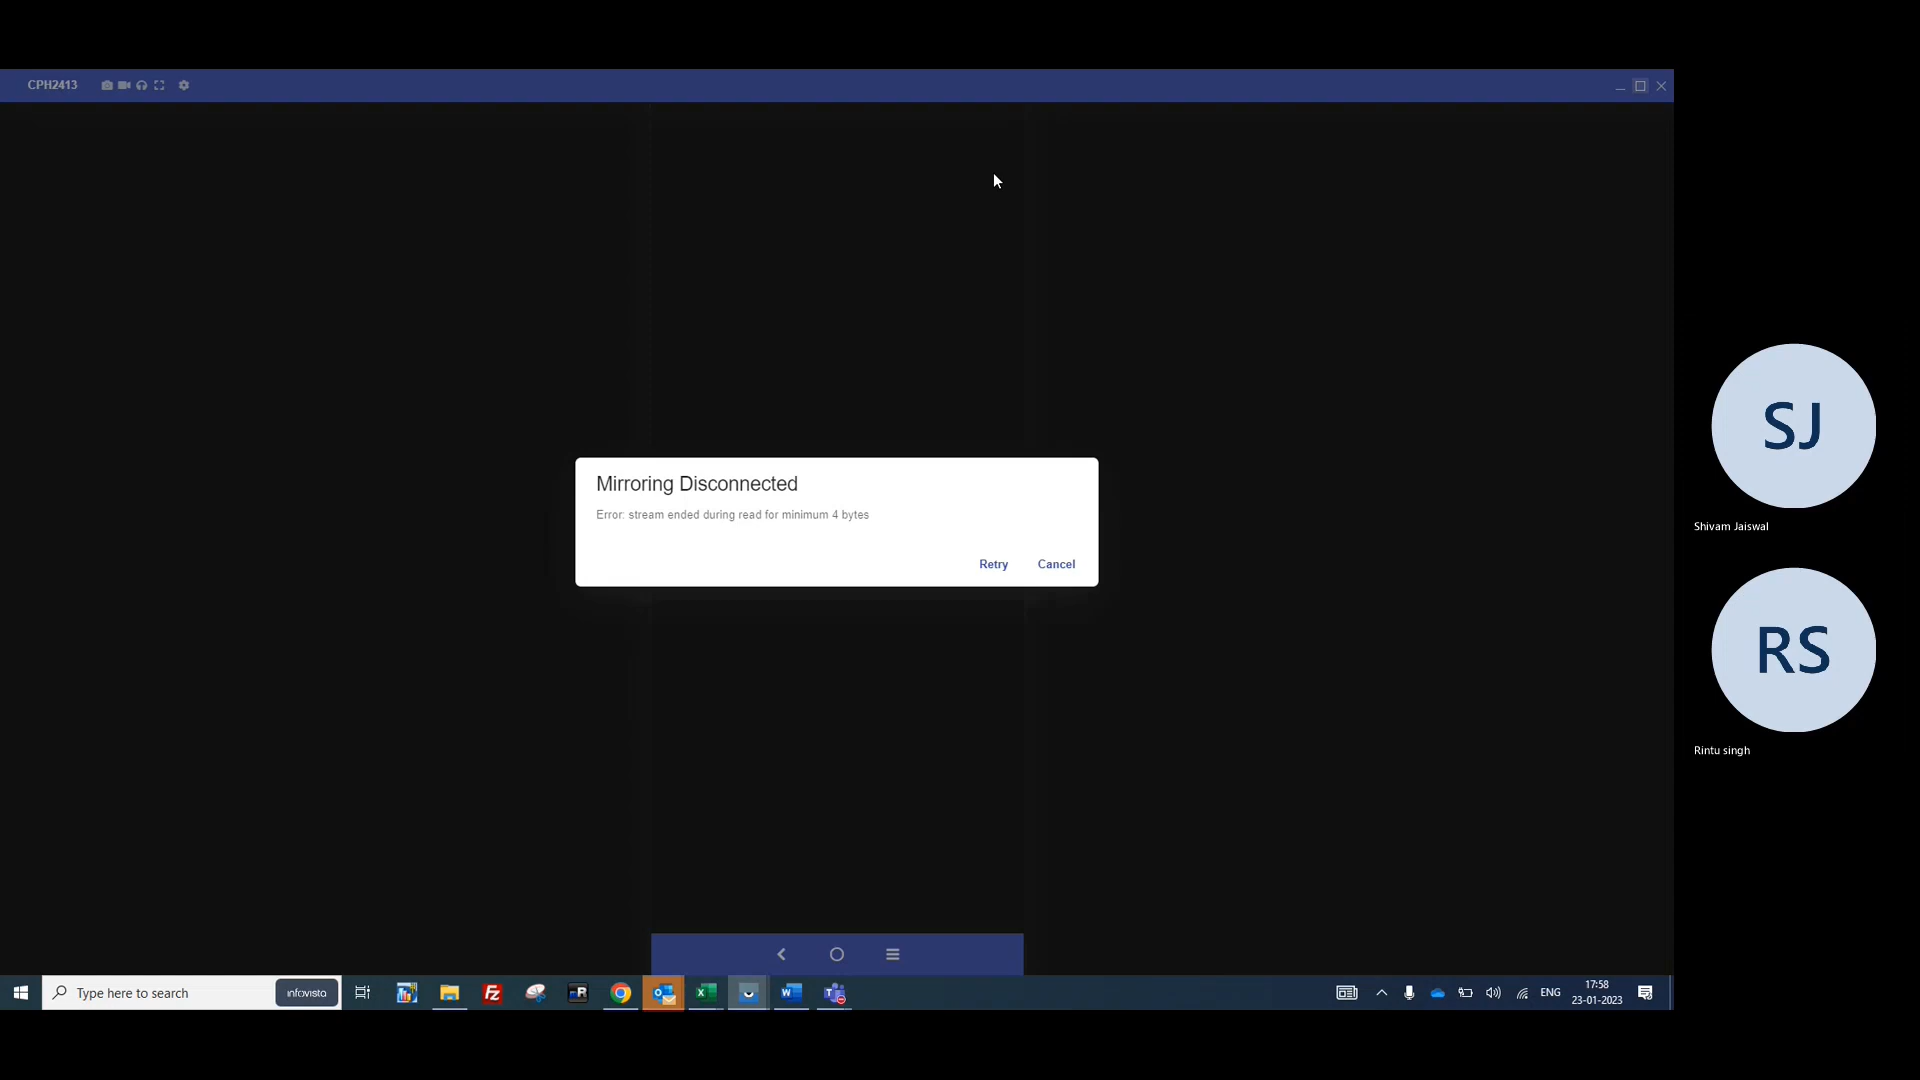 CPH2413
Mirroring Disconnected
Error: stream ended during read for minimum 4 bytes
Retry Cancel
SJ
Shivam Jaiswal
RS
Rintu singh
Type here to search
infovista
ENG
17:58
23-01-2023